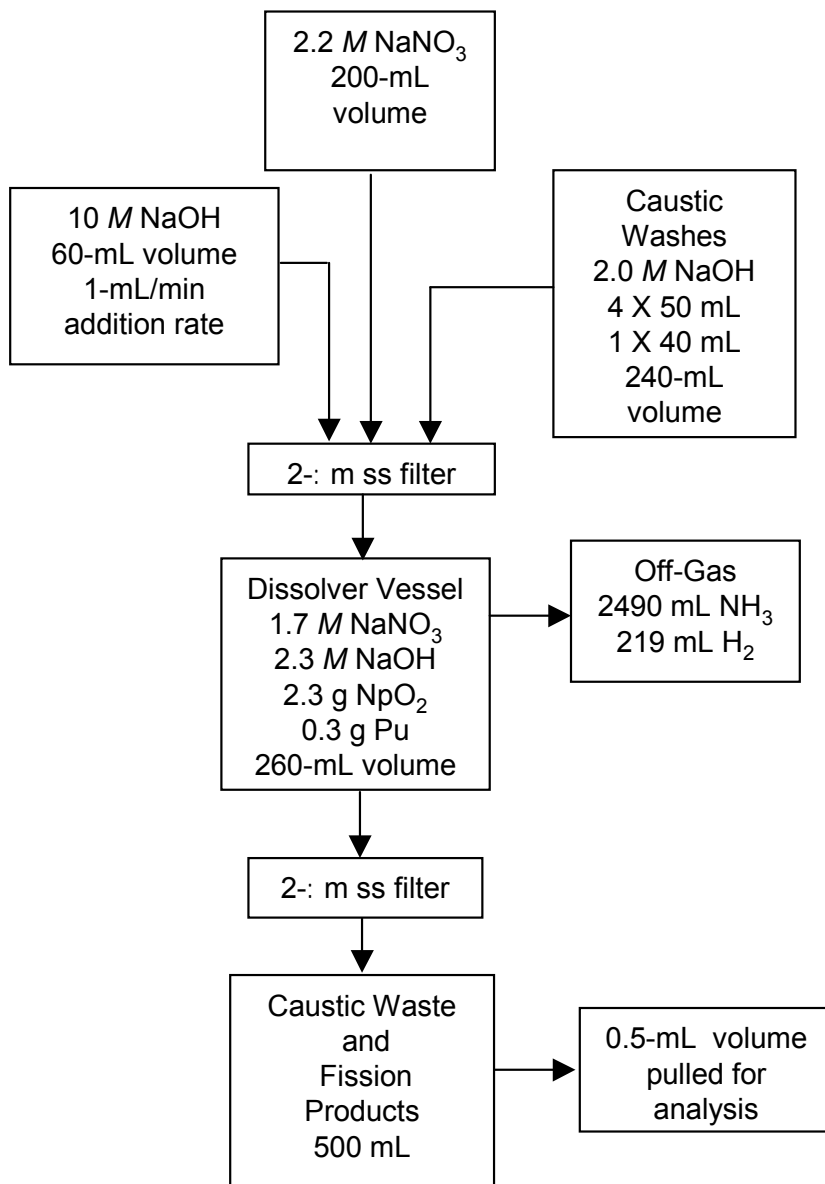 2.2 M NaNO₃
200-mL
volume
10 M NaOH
60-mL volume
1-mL/min
addition rate
Caustic
Washes
2.0 M NaOH
4 X 50 mL
1 X 40 mL
240-mL
volume
2-: m ss filter
Dissolver Vessel
1.7 M NaNO₃
2.3 M NaOH
2.3 g NpO₂
0.3 g Pu
260-mL volume
Off-Gas
2490 mL NH₃
219 mL H₂
2-: m ss filter
Caustic Waste
and
Fission
Products
500 mL
0.5-mL volume
pulled for
analysis